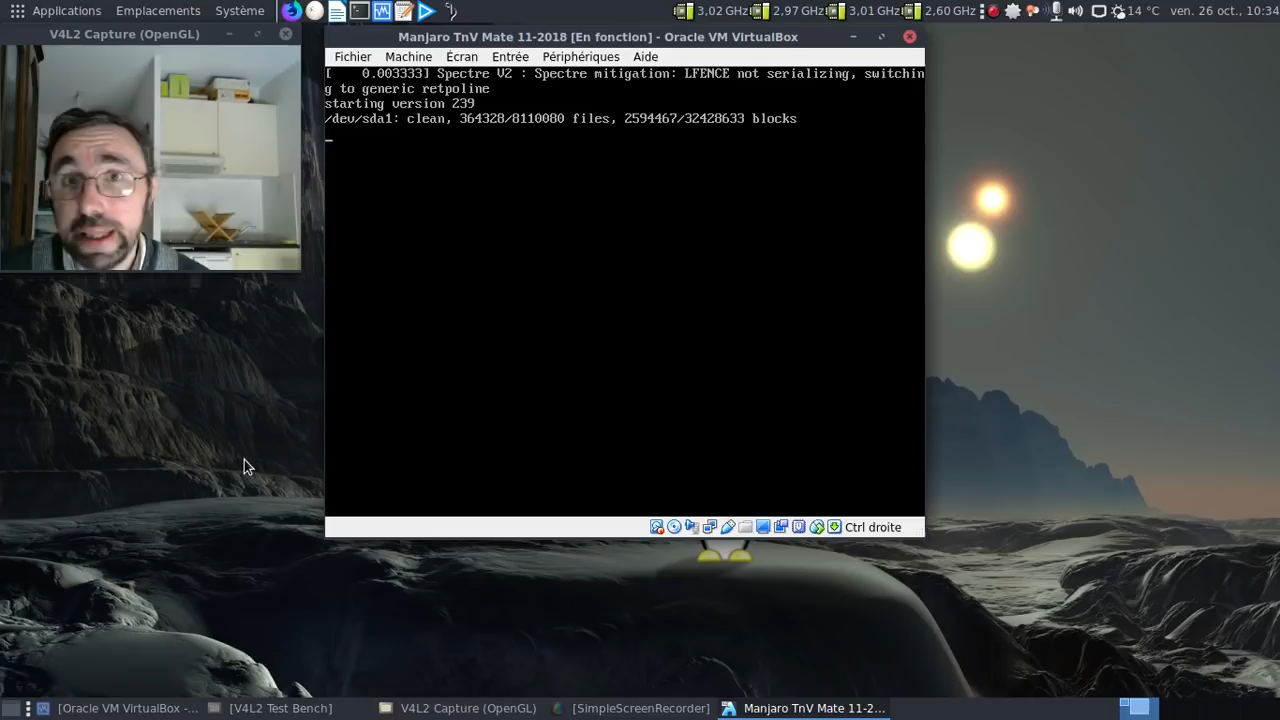 Applications Emplacements Système 3,02 GHz 2,97 GHz 3,01 GHz 2,60 GHz 14 °C ven. 26 oct., 10:34
V4L2 Capture (OpenGL)
Manjaro TnV Mate 11-2018 [En fonction] - Oracle VM VirtualBox
Fichier Machine Écran Entrée Périphériques Aide
[    0.003333] Spectre V2 : Spectre mitigation: LFENCE not serializing, switchin
g to generic retpoline
starting version 239
/dev/sda1: clean, 364328/8110080 files, 2594467/32428633 blocks
Ctrl droite
[Oracle VM VirtualBox -... [V4L2 Test Bench] V4L2 Capture (OpenGL) [SimpleScreenRecorder] Manjaro TnV Mate 11-2...